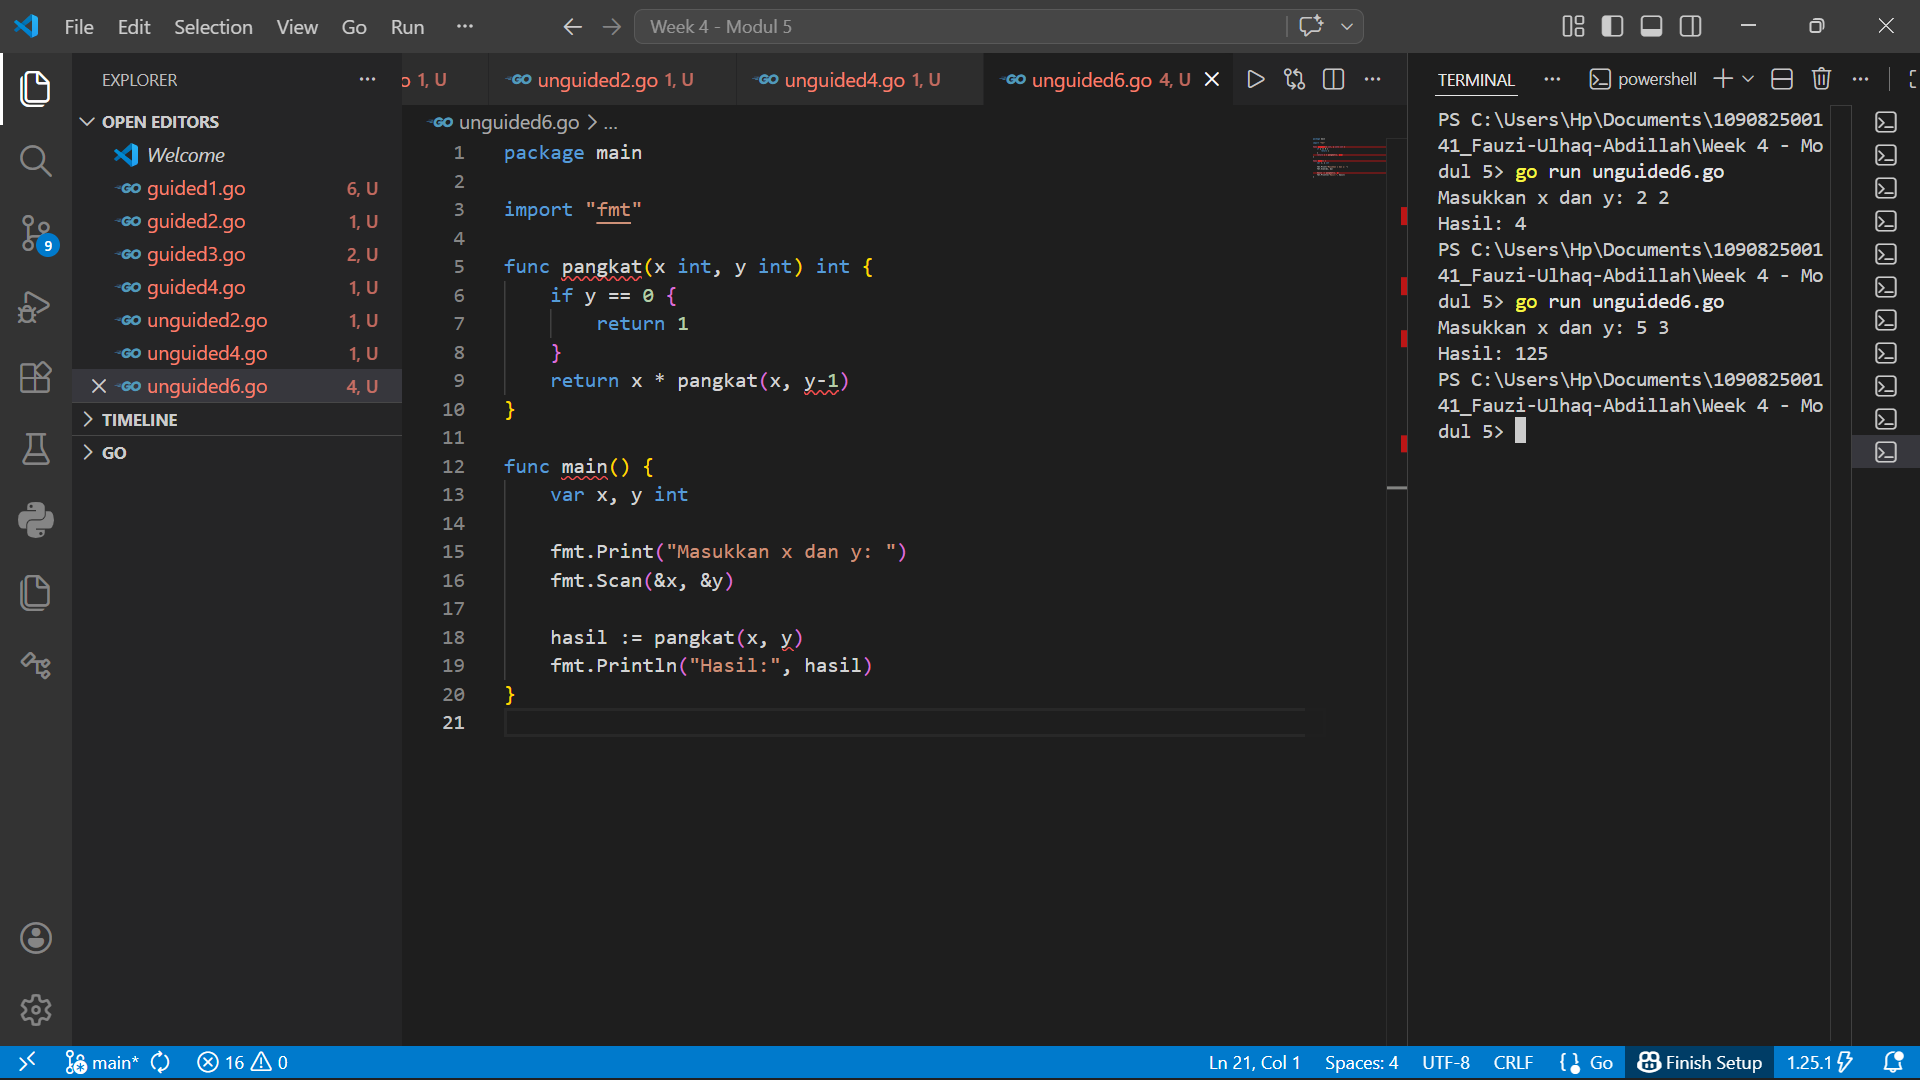 File Edit Selection View Go Run ...
Week 4 - Modul 5
EXPLORER
OPEN EDITORS
Welcome
guided1.go 6, U
guided2.go 1, U
guided3.go 2, U
guided4.go 1, U
unguided2.go 1, U
unguided4.go 1, U
unguided6.go 4, U
TIMELINE
GO
9
o 1, U
unguided2.go 1, U
unguided4.go 1, U
unguided6.go 4, U
unguided6.go > ...
1 package main
2
3 import "fmt"
4
5 func pangkat(x int, y int) int {
6 if y == 0 {
7 return 1
8 }
9 return x * pangkat(x, y-1)
10 }
11
12 func main() {
13 var x, y int
14
15 fmt.Print("Masukkan x dan y: ")
16 fmt.Scan(&x, &y)
17
18 hasil := pangkat(x, y)
19 fmt.Println("Hasil:", hasil)
20 }
21
TERMINAL ... powershell
PS C:\Users\Hp\Documents\1090825001
41_Fauzi-Ulhaq-Abdillah\Week 4 - Mo
dul 5> go run unguided6.go
Masukkan x dan y: 2 2
Hasil: 4
PS C:\Users\Hp\Documents\1090825001
41_Fauzi-Ulhaq-Abdillah\Week 4 - Mo
dul 5> go run unguided6.go
Masukkan x dan y: 5 3
Hasil: 125
PS C:\Users\Hp\Documents\1090825001
41_Fauzi-Ulhaq-Abdillah\Week 4 - Mo
dul 5>
main* 16 0
Ln 21, Col 1 Spaces: 4 UTF-8 CRLF {} Go Finish Setup 1.25.1